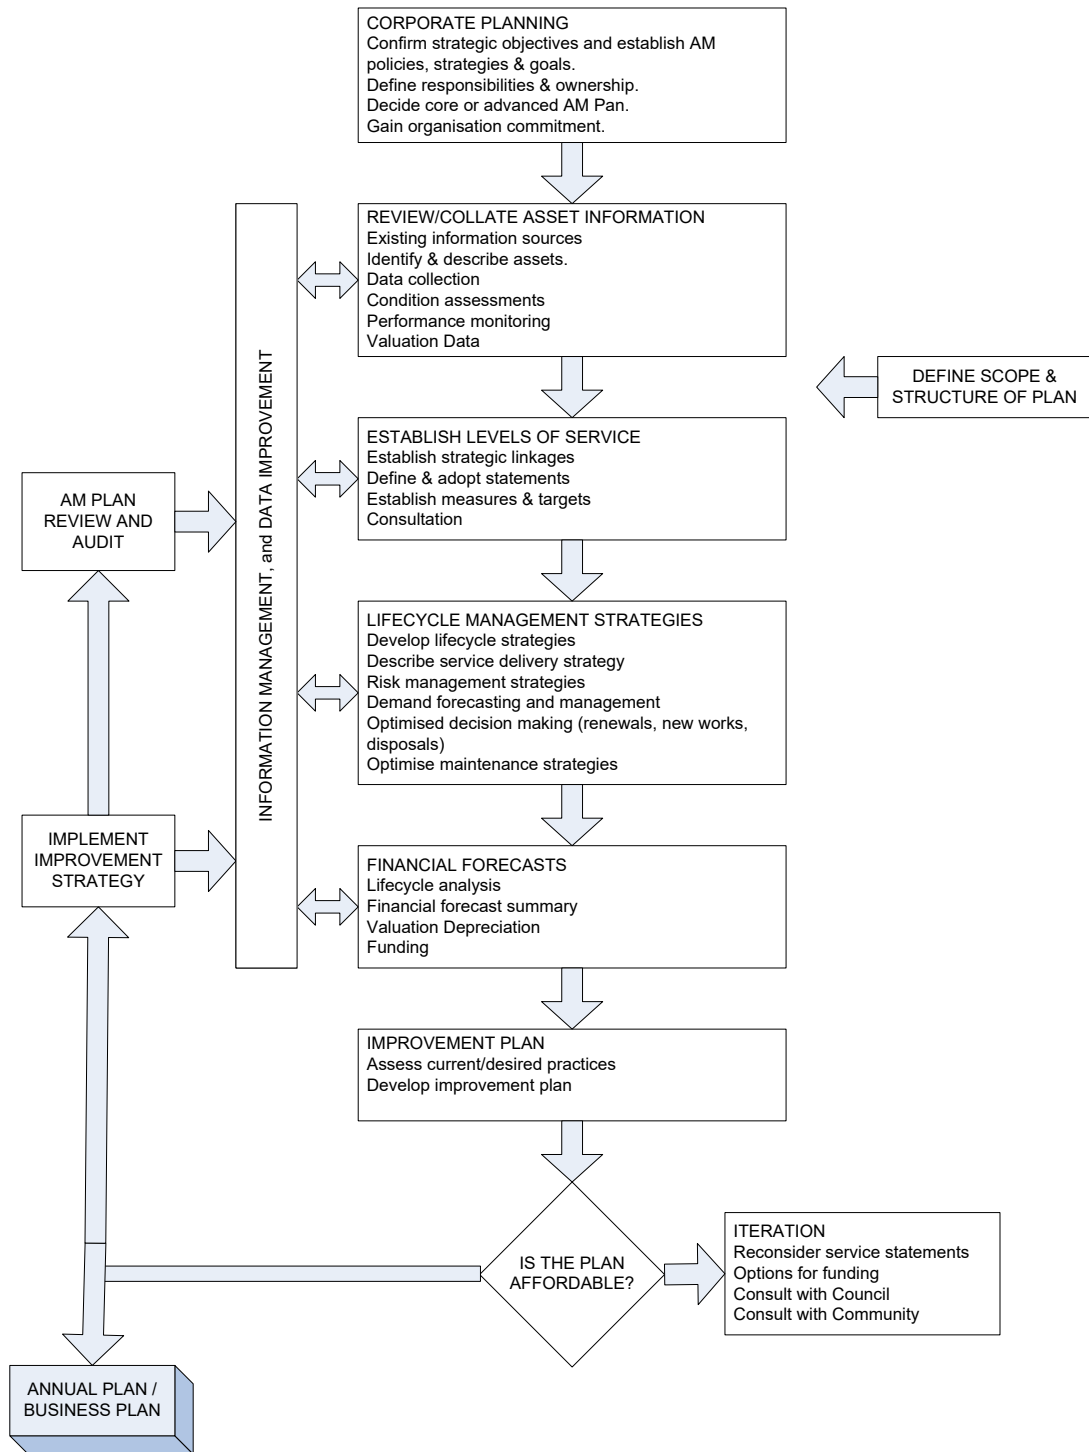 CORPORATE PLANNING
Confirm strategic objectives and establish AM
policies, strategies & goals.
Define responsibilities & ownership.
Decide core or advanced AM Pan.
Gain organisation commitment.
REVIEW/COLLATE ASSET INFORMATION
Existing information sources
Identify & describe assets.
Data collection
Condition assessments
Performance monitoring
Valuation Data
DEFINE SCOPE &
STRUCTURE OF PLAN
INFORMATION MANAGEMENT, and DATA IMPROVEMENT
ESTABLISH LEVELS OF SERVICE
Establish strategic linkages
Define & adopt statements
Establish measures & targets
Consultation
AM PLAN
REVIEW AND
AUDIT
LIFECYCLE MANAGEMENT STRATEGIES
Develop lifecycle strategies
Describe service delivery strategy
Risk management strategies
Demand forecasting and management
Optimised decision making (renewals, new works,
disposals)
Optimise maintenance strategies
IMPLEMENT
IMPROVEMENT
STRATEGY
FINANCIAL FORECASTS
Lifecycle analysis
Financial forecast summary
Valuation Depreciation
Funding
IMPROVEMENT PLAN
Assess current/desired practices
Develop improvement plan
IS THE PLAN
AFFORDABLE?
ITERATION
Reconsider service statements
Options for funding
Consult with Council
Consult with Community
ANNUAL PLAN /
BUSINESS PLAN